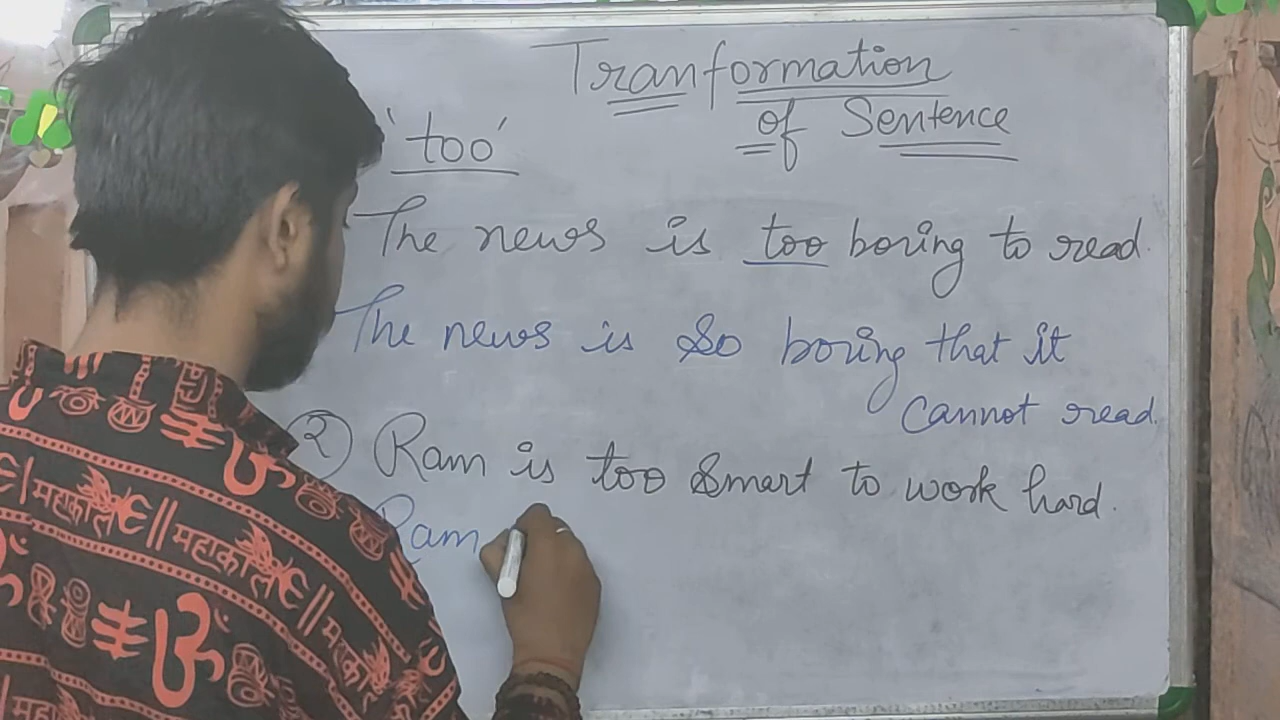 Tranformation
of Sentence
'too'
The news is too boring to read.
The news is so boring that it
cannot read.
२ Ram is too smart to work hard.
Ram
महाकाल
॥ महाकाल ॥